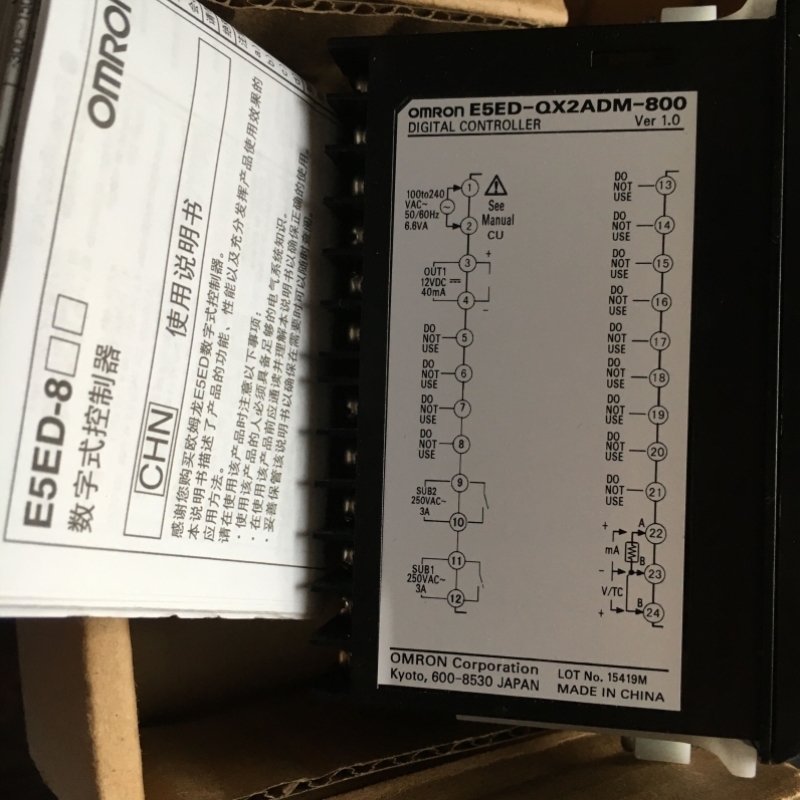 OMRON
E5ED-8□□
数字式控制器
CHN
使用说明书
感谢您购买欧姆龙E5ED数字式控制器。
本说明书描述了产品的功能、性能以及充分发挥产品使用效果的
应用方法。
请在使用该产品时注意以下事项:
·使用该产品的人必须具备足够的电气系统知识。
·在使用该产品前应通读并理解本说明书以确保正确的使用。
·妥善保管该说明书以确保在需要时可以随时查阅。
OMRON E5ED-QX2ADM-800
DIGITAL CONTROLLER Ver 1.0
100to240
VAC~
50/60Hz
6.6VA
1
2
See
Manual
CU
OUT1
12VDC
40mA
3
+
4
-
DO
NOT
USE
5
DO
NOT
USE
6
DO
NOT
USE
7
DO
NOT
USE
8
SUB2
250VAC~
3A
9
10
SUB1
250VAC~
3A
11
12
DO
NOT
USE
13
DO
NOT
USE
14
DO
NOT
USE
15
DO
NOT
USE
16
DO
NOT
USE
17
DO
NOT
USE
18
DO
NOT
USE
19
DO
NOT
USE
20
DO
NOT
USE
21
+ A 22
mA
- B 23
V/TC
+ B 24
OMRON Corporation
Kyoto, 600-8530 JAPAN
LOT No. 15419M
MADE IN CHINA